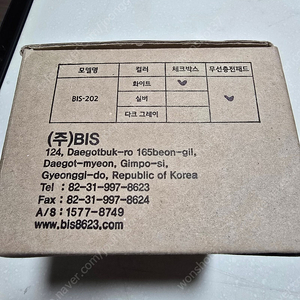 모델명 컬러 체크박스 무선충전패드
BIS-202 화이트
실버
다크 그레이
(주)BIS
124, Daegotbuk-ro 165beon-gil,
Daegot-myeon, Gimpo-si,
Gyeonggi-do, Republic of Korea
Tel : 82-31-997-8623
Fax : 82-31-997-8624
A/S : 1577-8749
www.bis8623.com